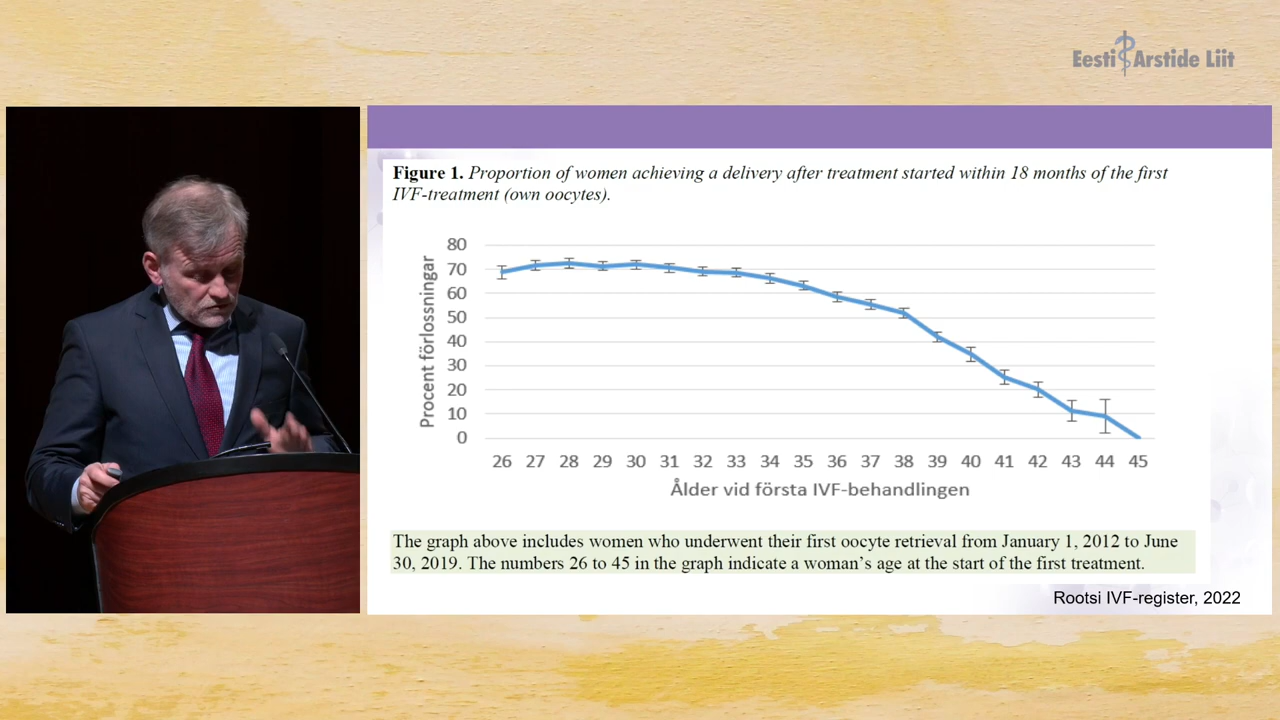 Eesti Arstide Liit
Figure 1. Proportion of women achieving a delivery after treatment started within 18 months of the first
IVF-treatment (own oocytes).
Procent förlossningar
80
70
60
50
40
30
20
10
0
26 27 28 29 30 31 32 33 34 35 36 37 38 39 40 41 42 43 44 45
Ålder vid första IVF-behandlingen
The graph above includes women who underwent their first oocyte retrieval from January 1, 2012 to June
30, 2019. The numbers 26 to 45 in the graph indicate a woman's age at the start of the first treatment.
Rootsi IVF-register, 2022